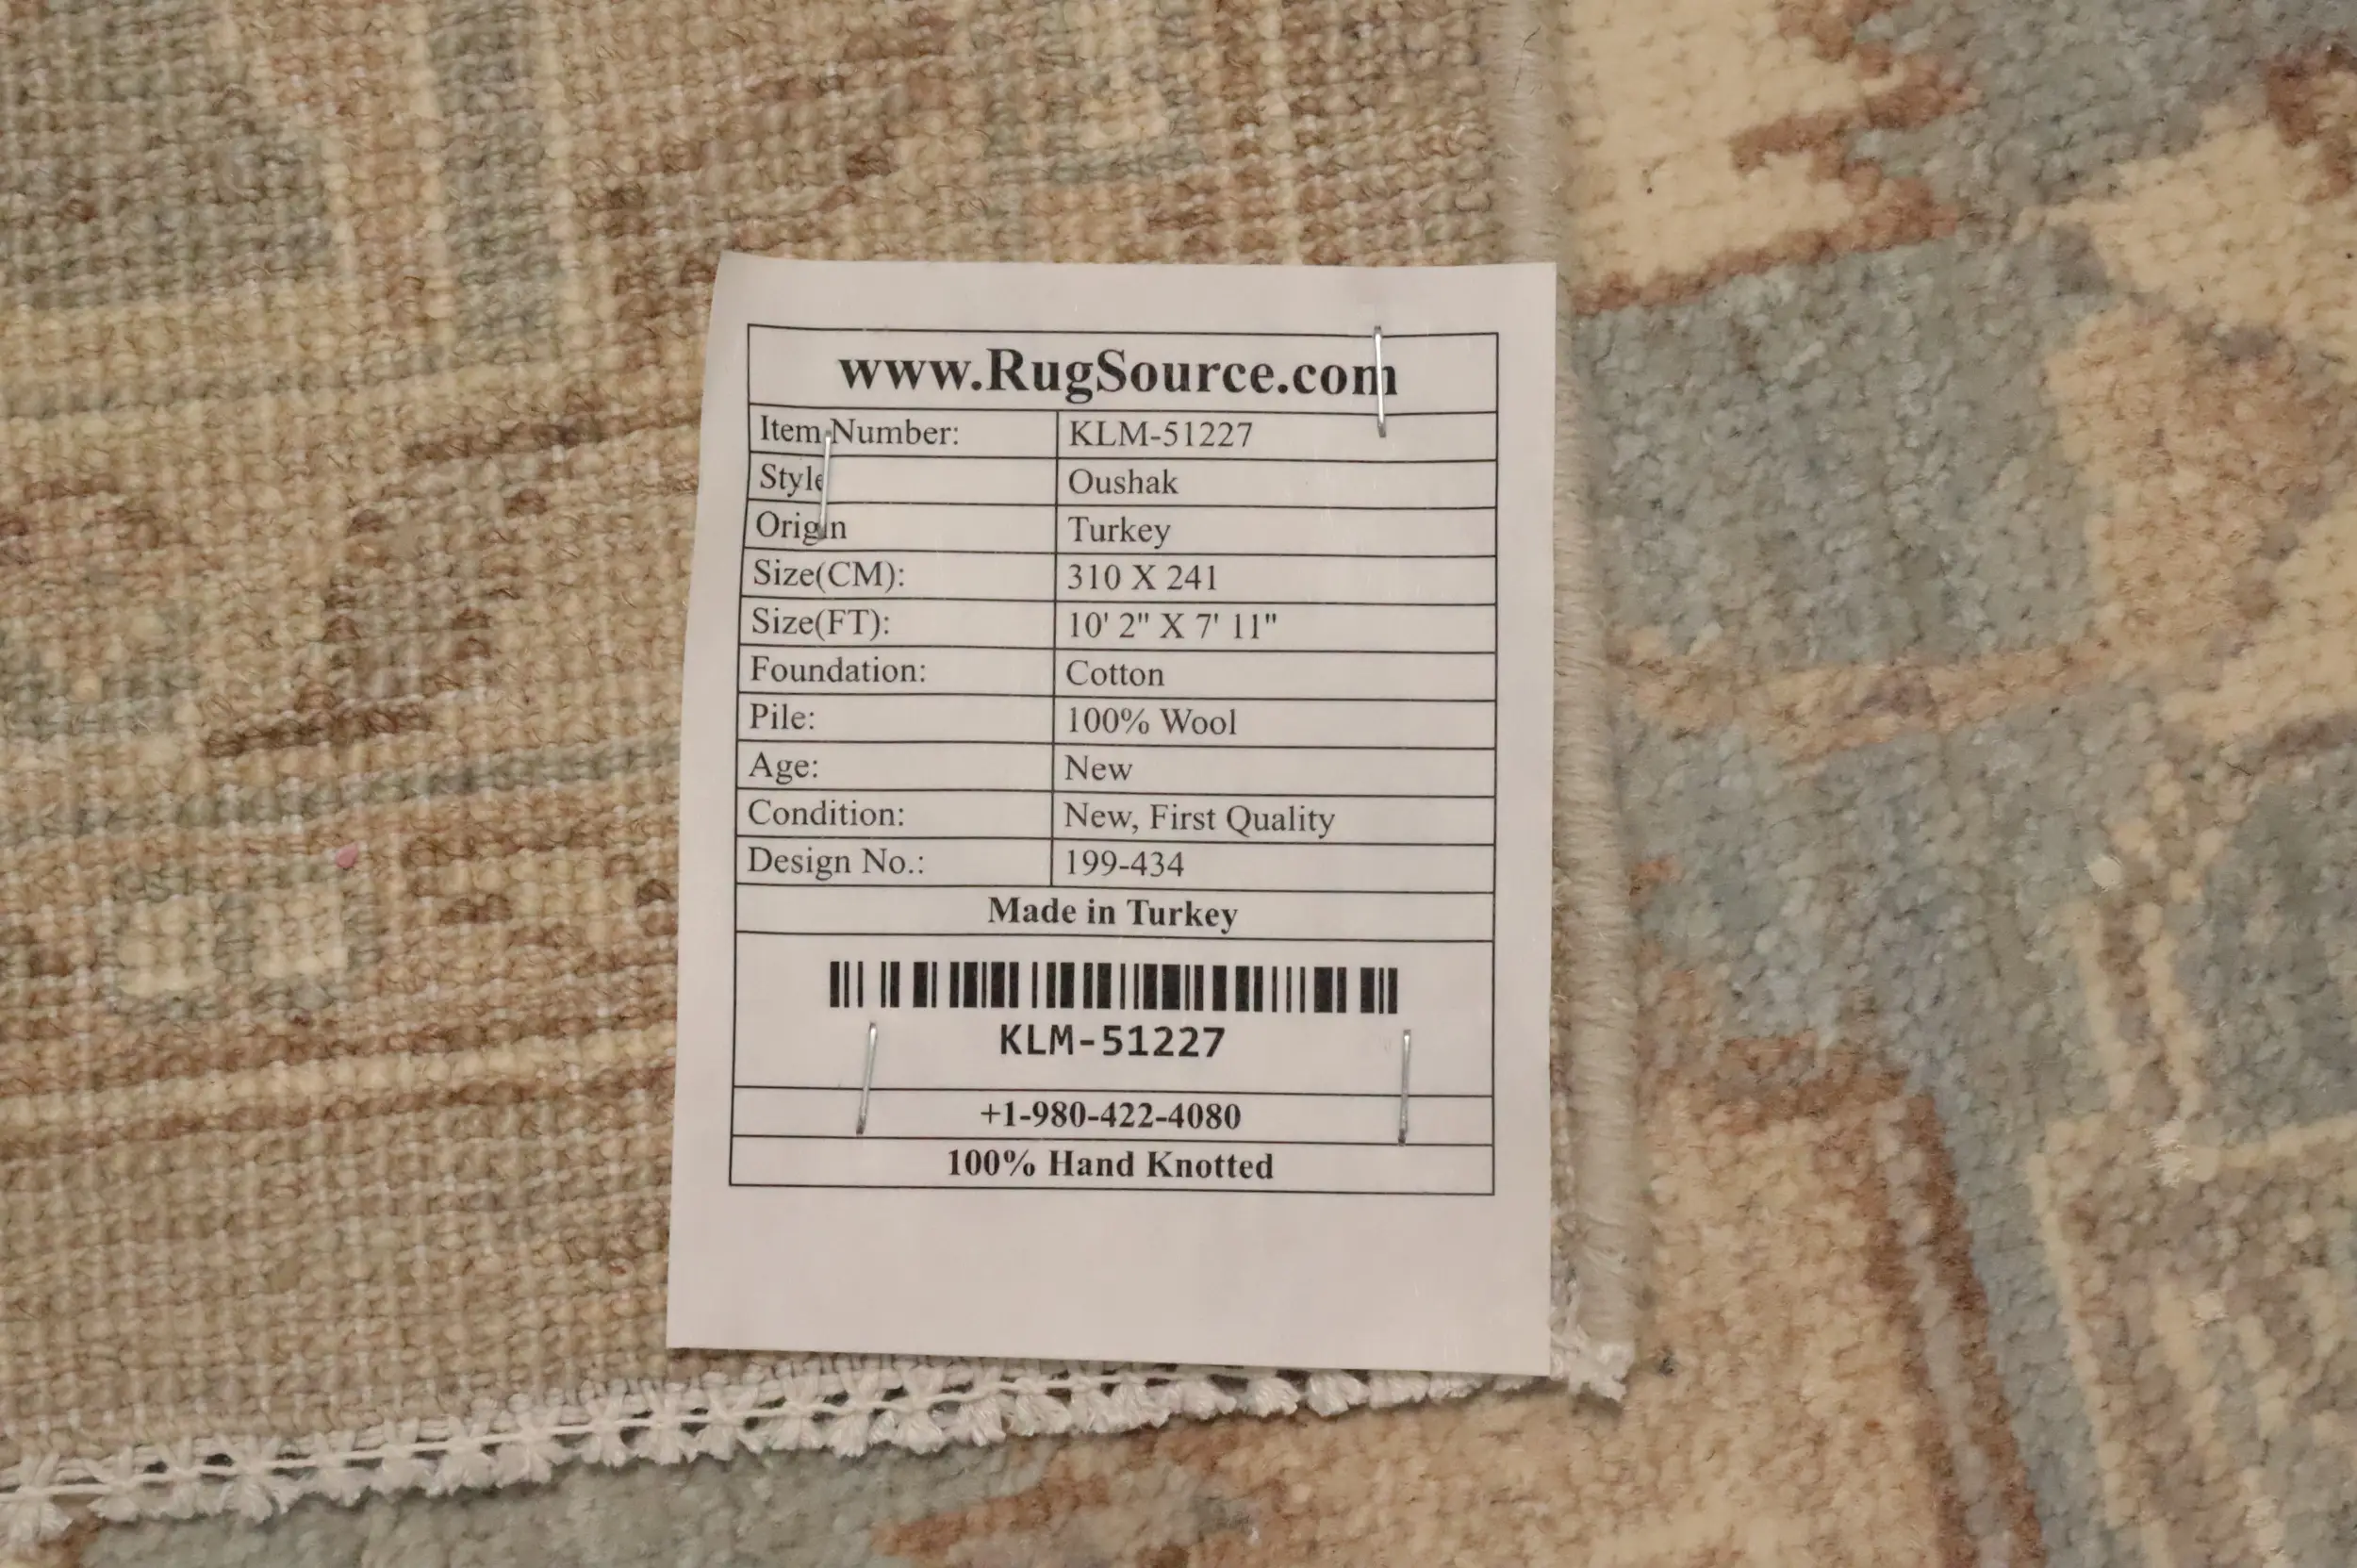 www.RugSource.com
Item Number: KLM-51227
Style Oushak
Origin Turkey
Size(CM): 310 X 241
Size(FT): 10' 2" X 7' 11"
Foundation: Cotton
Pile: 100% Wool
Age: New
Condition: New, First Quality
Design No.: 199-434
Made in Turkey
KLM-51227
+1-980-422-4080
100% Hand Knotted